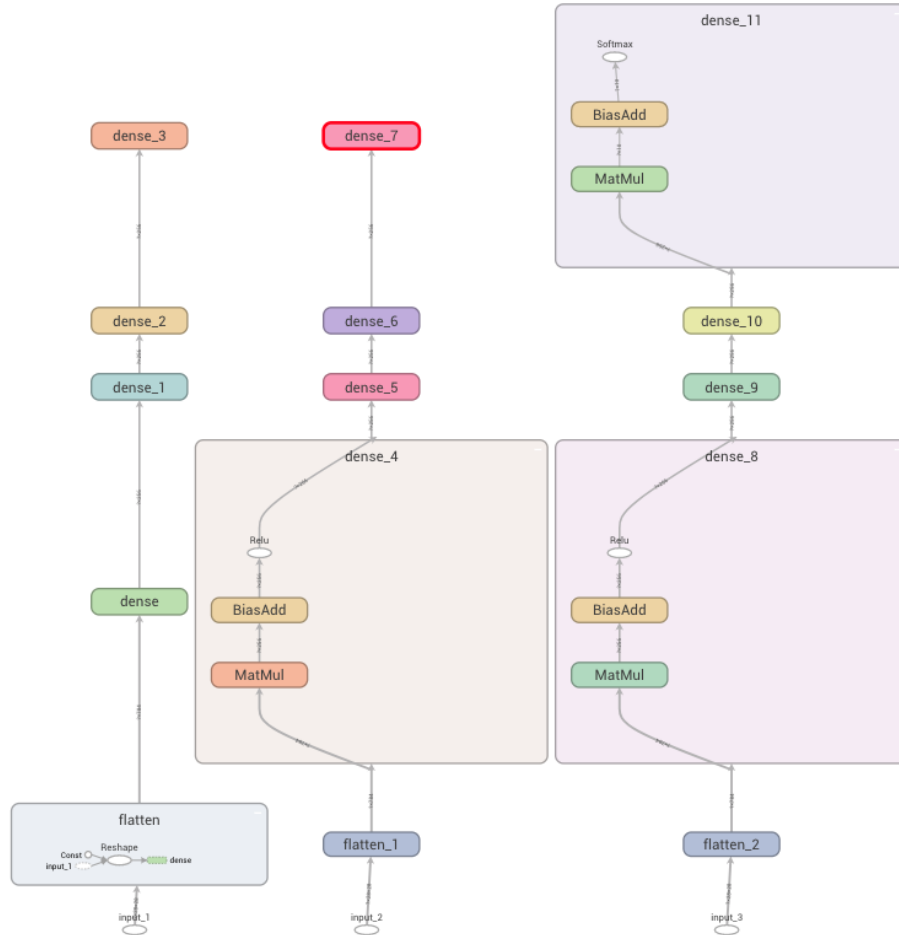 dense_11
Softmax
BiasAdd
MatMul
dense_3
dense_7
dense_2
dense_6
dense_10
dense_1
dense_5
dense_9
dense_4
dense_8
Relu
Relu
dense
BiasAdd
BiasAdd
MatMul
MatMul
flatten
Reshape
Const
input_1
dense
flatten_1
flatten_2
input_1
input_2
input_3